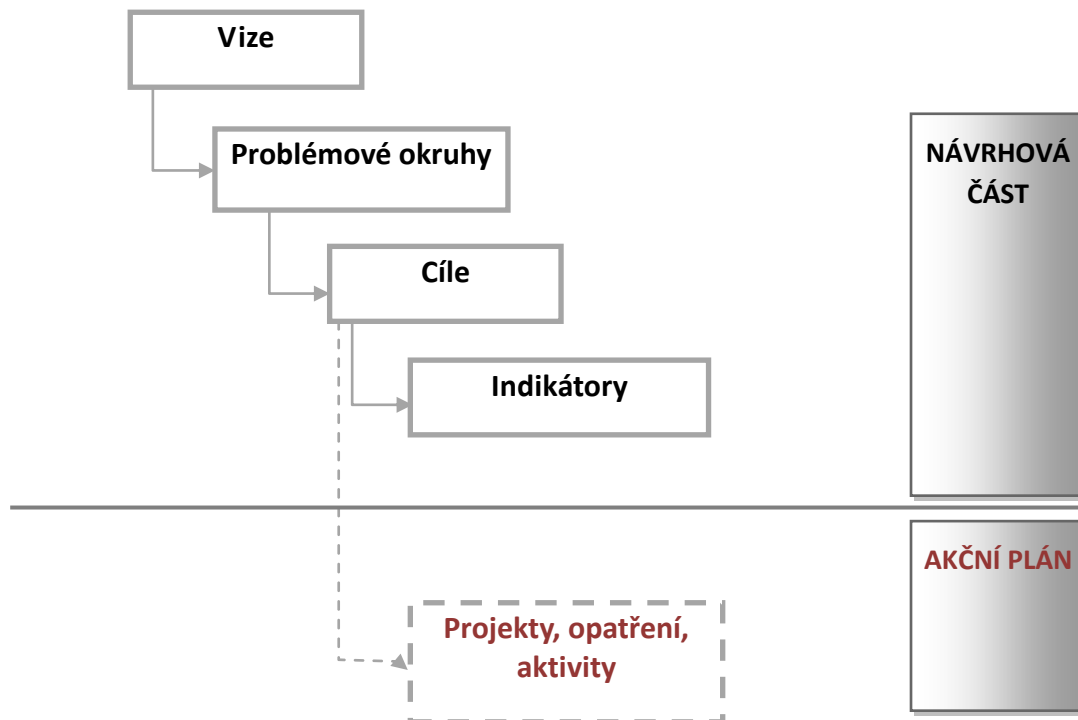 Vize
Problémové okruhy
NÁVRHOVÁ
ČÁST
Cíle
Indikátory
AKČNÍ PLÁN
Projekty, opatření,
aktivity